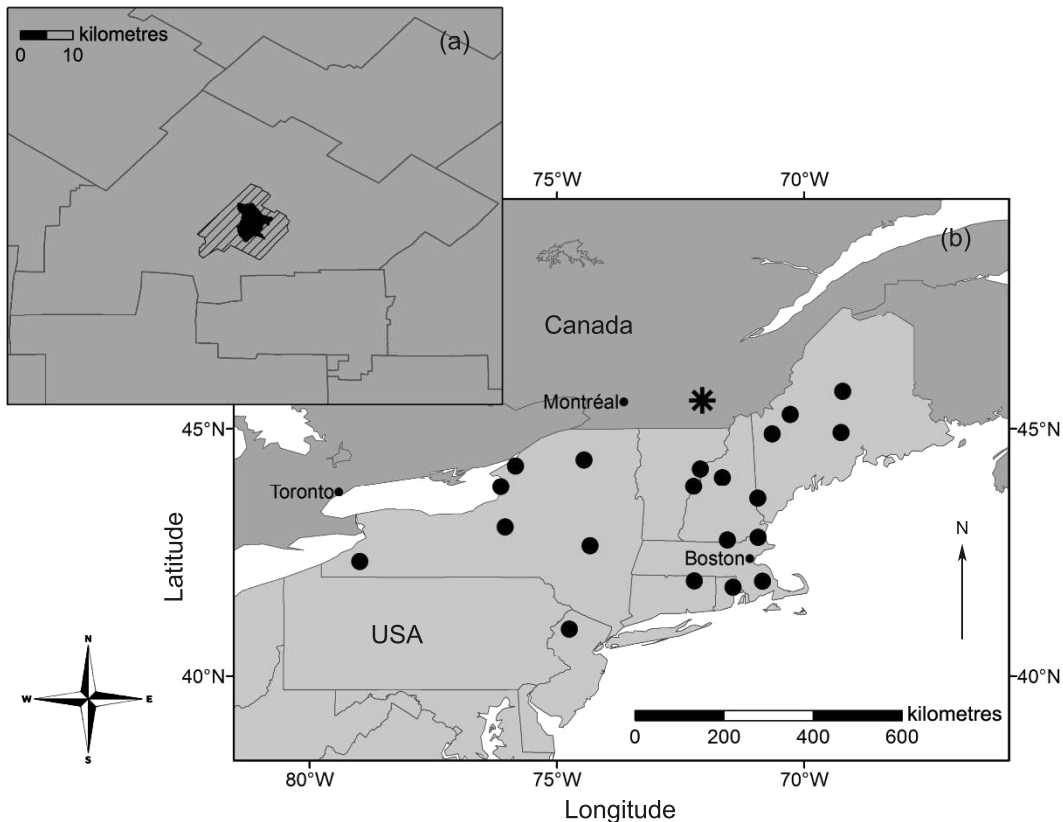 kilometres
0 10
(a)
75°W 70°W
(b)
Canada
Montréal
45°N 45°N
Toronto
Boston
N
Latitude
USA
N
W E
S
40°N 40°N
kilometres
0 200 400 600
80°W 75°W 70°W
Longitude